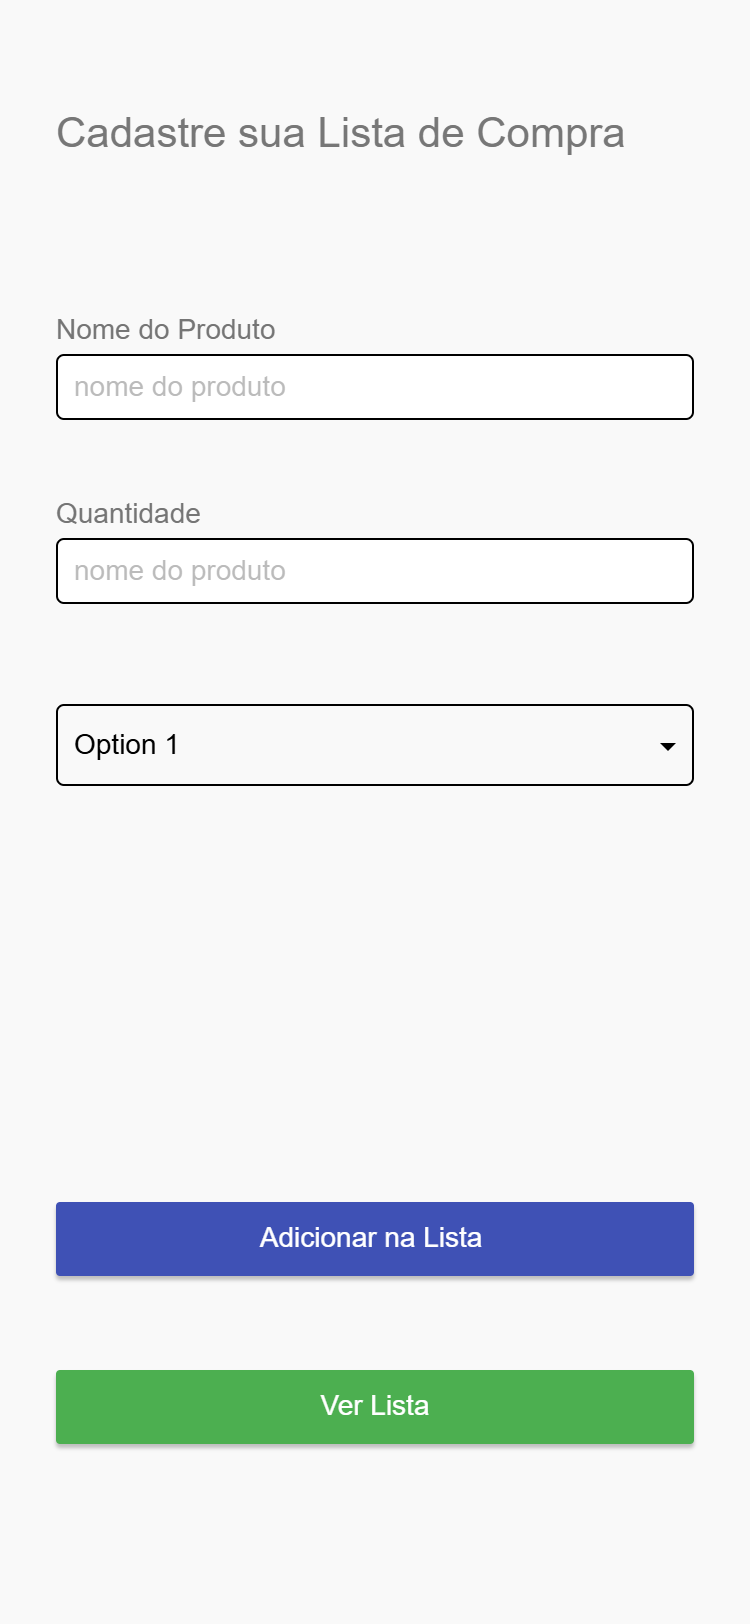 Cadastre sua Lista de Compra
Nome do Produto
nome do produto
Quantidade
nome do produto
Option 1
Adicionar na Lista
Ver Lista